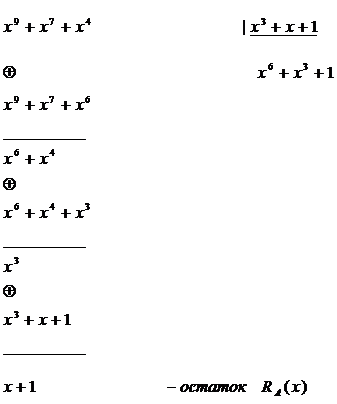 x⁹ + x⁷ + x⁴ | x³ + x + 1
⊕ x⁶ + x³ + 1
x⁹ + x⁷ + x⁶
x⁶ + x⁴
⊕
x⁶ + x⁴ + x³
x³
⊕
x³ + x + 1
x + 1 – остаток R_A(x)